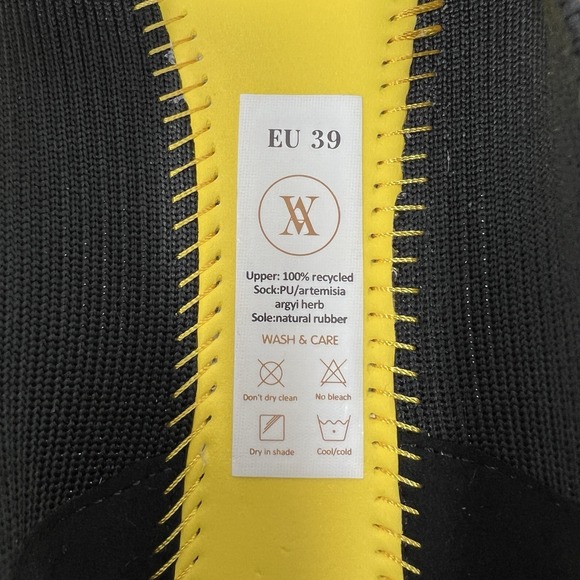 EU 39
VA
Upper: 100% recycled
Sock:PU/artemisia
argyi herb
Sole:natural rubber
WASH & CARE
Don't dry clean
No bleach
Dry in shade
Cool/cold